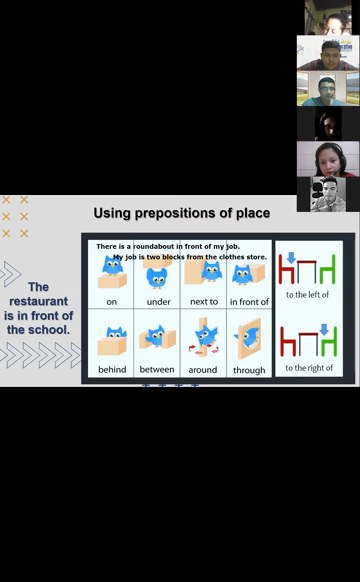 Using prepositions of place
There is a roundabout in front of my job.
My job is two blocks from the clothes store.
on under next to in front of
to the left of
The
restaurant
is in front of
the school.
behind between around through
to the right of